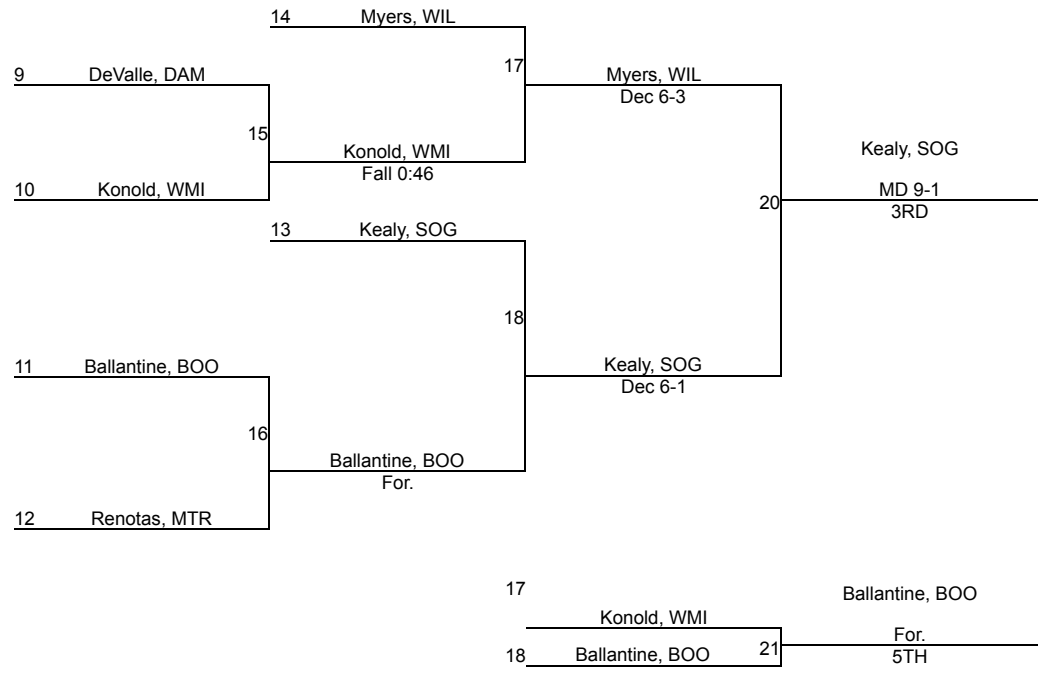 14 Myers, WIL
17
9 DeValle, DAM
Myers, WIL
Dec 6-3
15
Konold, WMI
Fall 0:46
Kealy, SOG
10 Konold, WMI
MD 9-1
20
3RD
13 Kealy, SOG
18
11 Ballantine, BOO
Kealy, SOG
Dec 6-1
16
Ballantine, BOO
For.
12 Renotas, MTR
17
Ballantine, BOO
Konold, WMI
For.
21
18 Ballantine, BOO
5TH